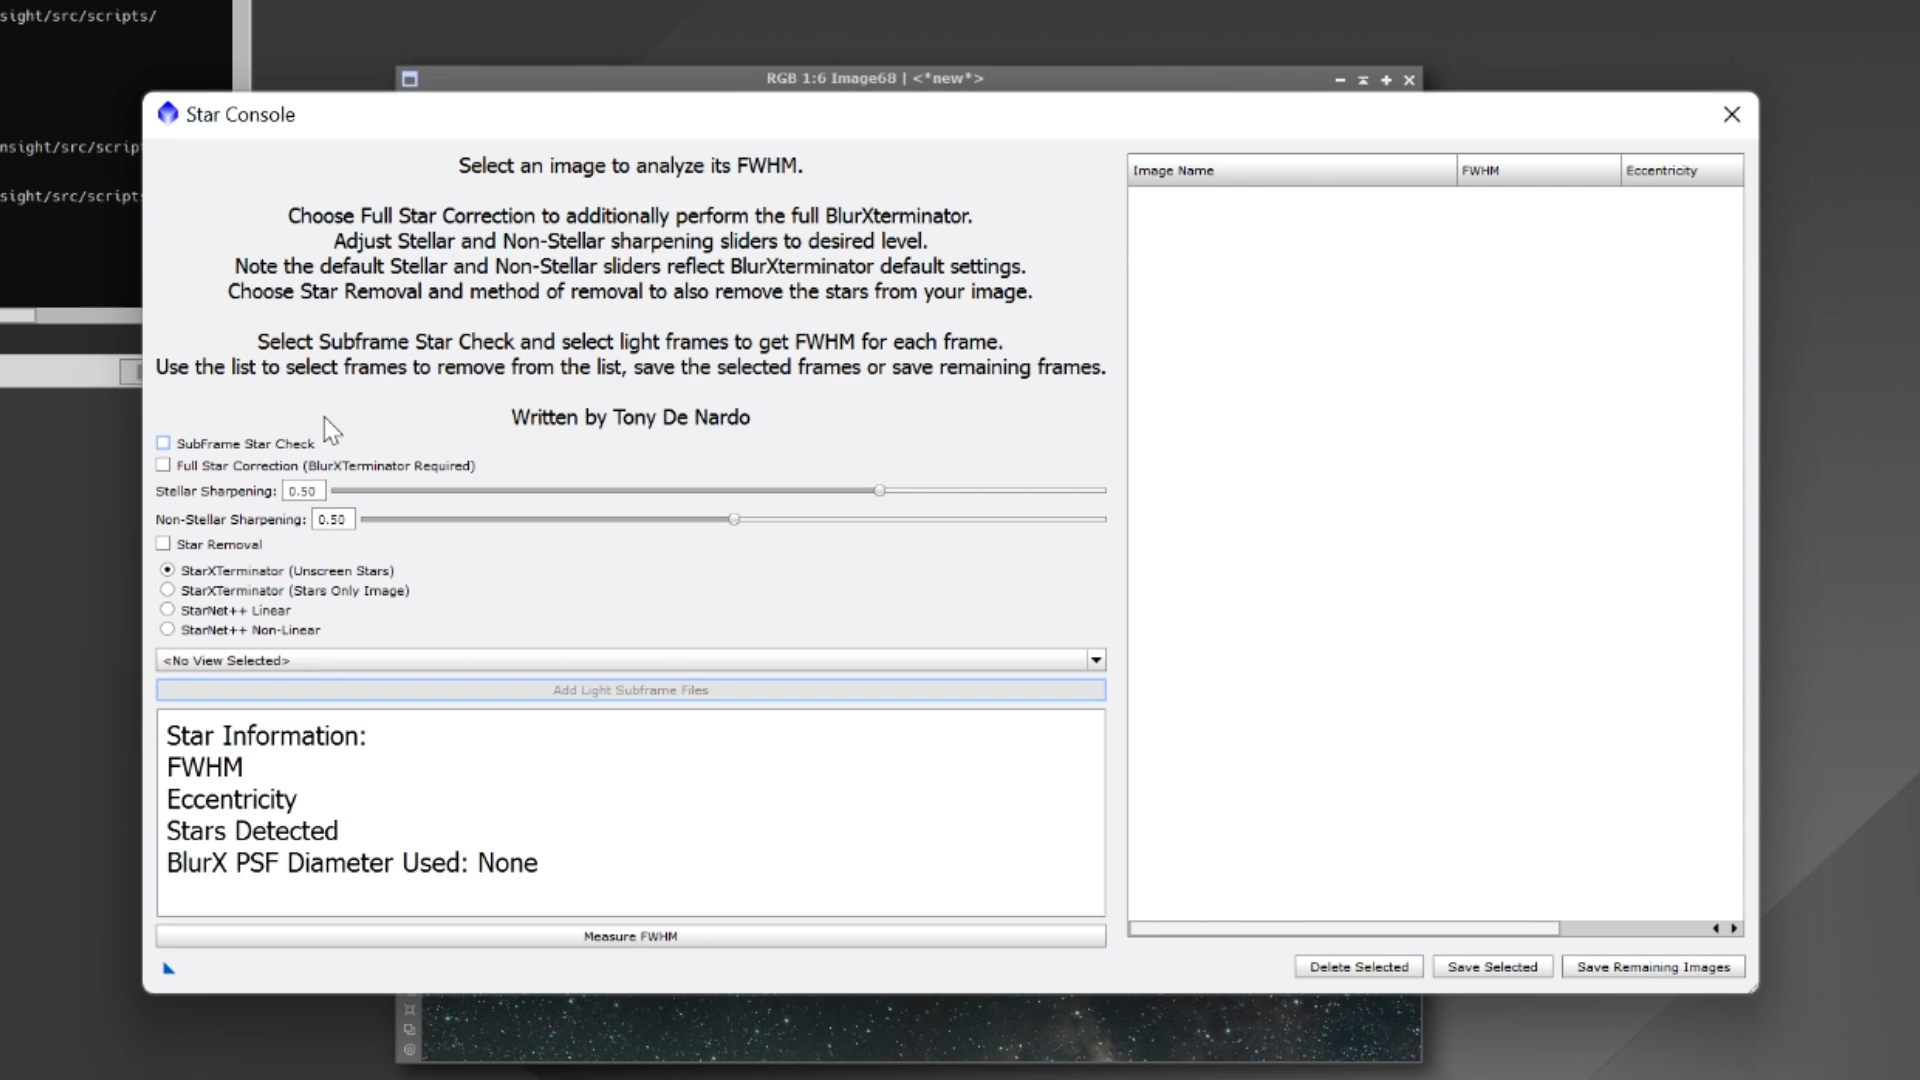 sight/src/scripts/
nsight/src/scrip
sight/src/script
RGB 1:6 Image68 | <*new*>
Star Console
Select an image to analyze its FWHM.
Choose Full Star Correction to additionally perform the full BlurXterminator.
Adjust Stellar and Non-Stellar sharpening sliders to desired level.
Note the default Stellar and Non-Stellar sliders reflect BlurXterminator default settings.
Choose Star Removal and method of removal to also remove the stars from your image.
Select Subframe Star Check and select light frames to get FWHM for each frame.
Use the list to select frames to remove from the list, save the selected frames or save remaining frames.
Written by Tony De Nardo
SubFrame Star Check
Full Star Correction (BlurXTerminator Required)
Stellar Sharpening: 0.50
Non-Stellar Sharpening: 0.50
Star Removal
StarXTerminator (Unscreen Stars)
StarXTerminator (Stars Only Image)
StarNet++ Linear
StarNet++ Non-Linear
<No View Selected>
Add Light Subframe Files
Star Information:
FWHM
Eccentricity
Stars Detected
BlurX PSF Diameter Used: None
Measure FWHM
Image Name FWHM Eccentricity
Delete Selected Save Selected Save Remaining Images